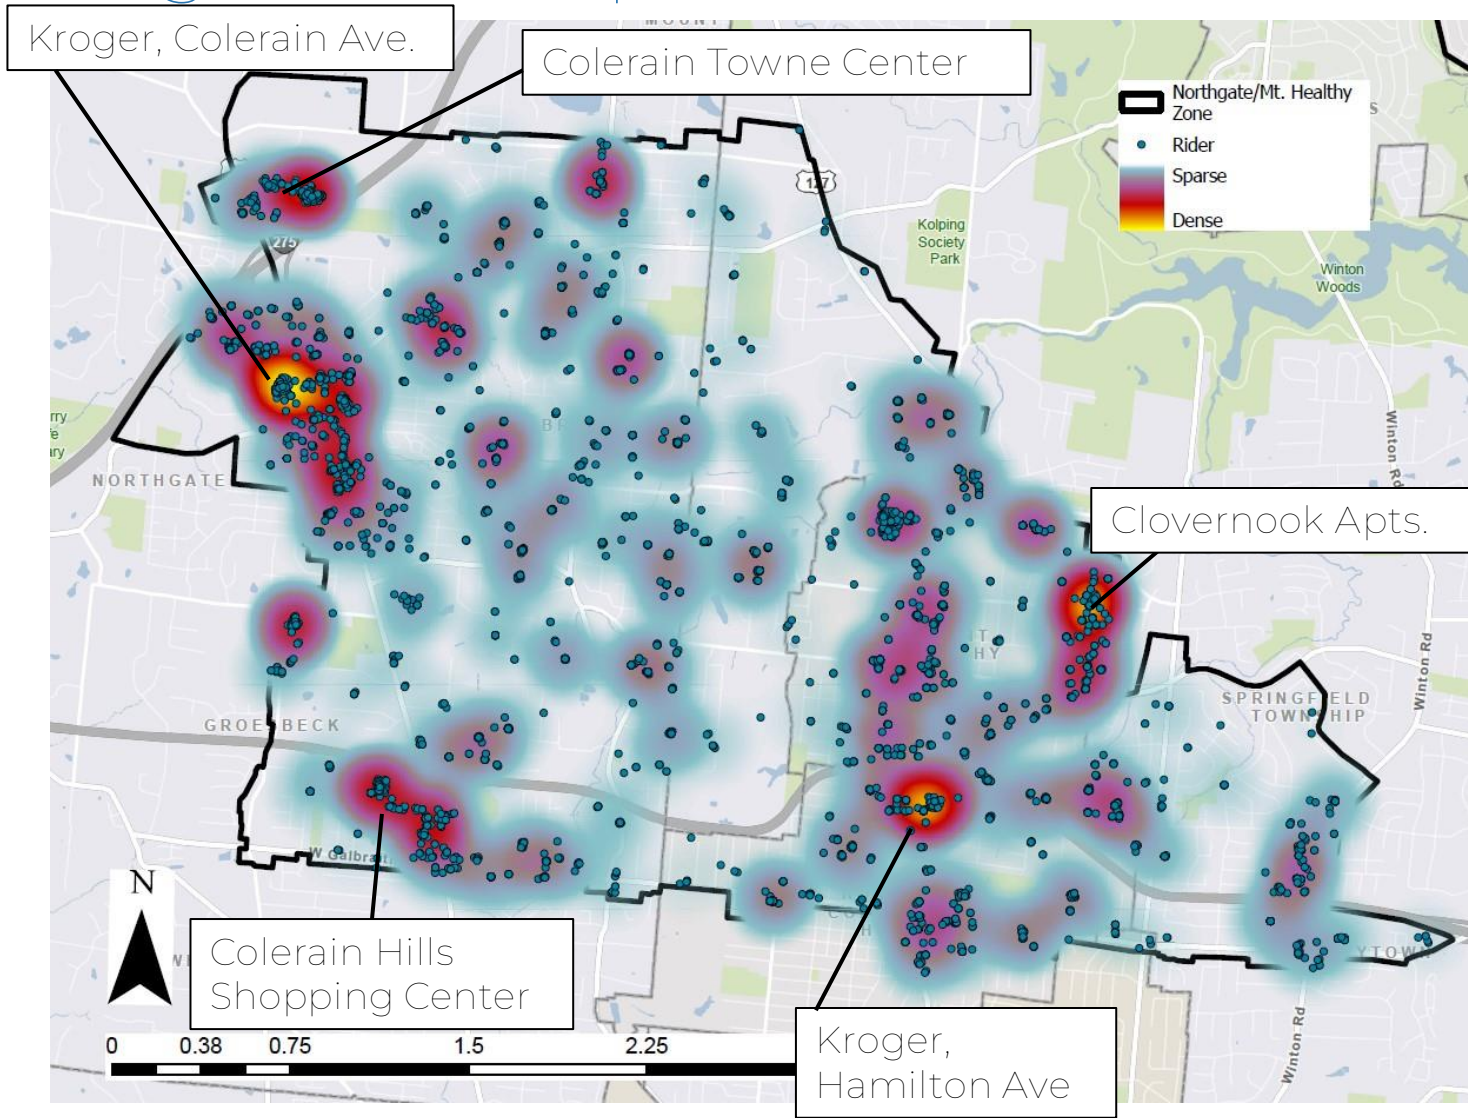 MOUNT
Kroger, Colerain Ave.
Colerain Towne Center
Northgate/Mt. Healthy
Zone
Rider
Sparse
Dense
127
275
Kolping
Society
Park
Winton
Woods
Winton Rd
NORTHGATE
Clovernook Apts.
SPRINGFIELD
TOWNSHIP
Winton Rd
GROESBECK
W Galbraith
N
Colerain Hills
Shopping Center
Kroger,
Hamilton Ave
Winton Rd
0 0.38 0.75 1.5 2.25